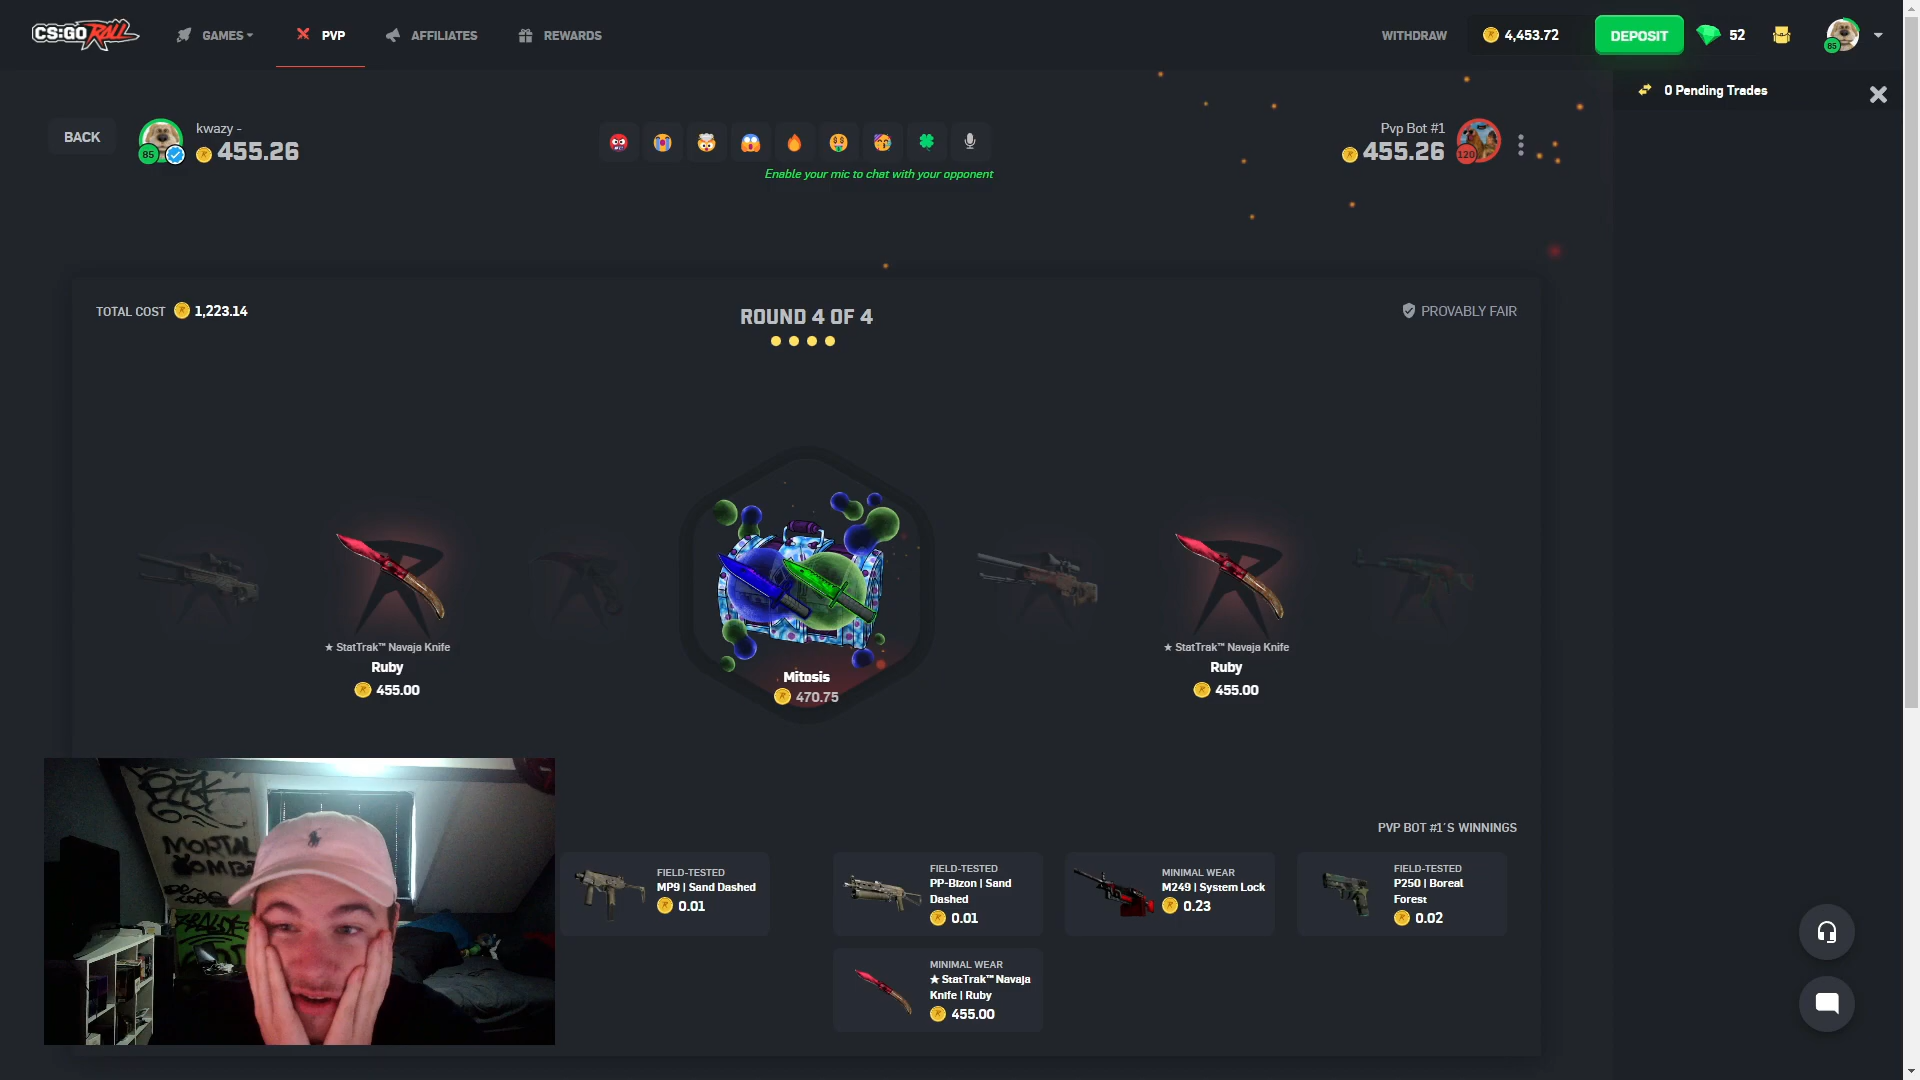 CS:GO ROLL
GAMES
PVP
AFFILIATES
REWARDS
WITHDRAW
4,453.72
DEPOSIT
52
85
0 Pending Trades
BACK
kwazy -
85
455.26
Enable your mic to chat with your opponent
Pvp Bot #1
455.26
120
TOTAL COST 1,223.14
ROUND 4 OF 4
PROVABLY FAIR
★ StatTrak™ Navaja Knife
Ruby
455.00
Mitosis
470.75
★ StatTrak™ Navaja Knife
Ruby
455.00
PVP BOT #1'S WINNINGS
FIELD-TESTED
MP9 | Sand Dashed
0.01
FIELD-TESTED
PP-Bizon | Sand
Dashed
0.01
MINIMAL WEAR
M249 | System Lock
0.23
FIELD-TESTED
P250 | Boreal
Forest
0.02
MINIMAL WEAR
★ StatTrak™ Navaja
Knife | Ruby
455.00
MORTAL
KOMBAT